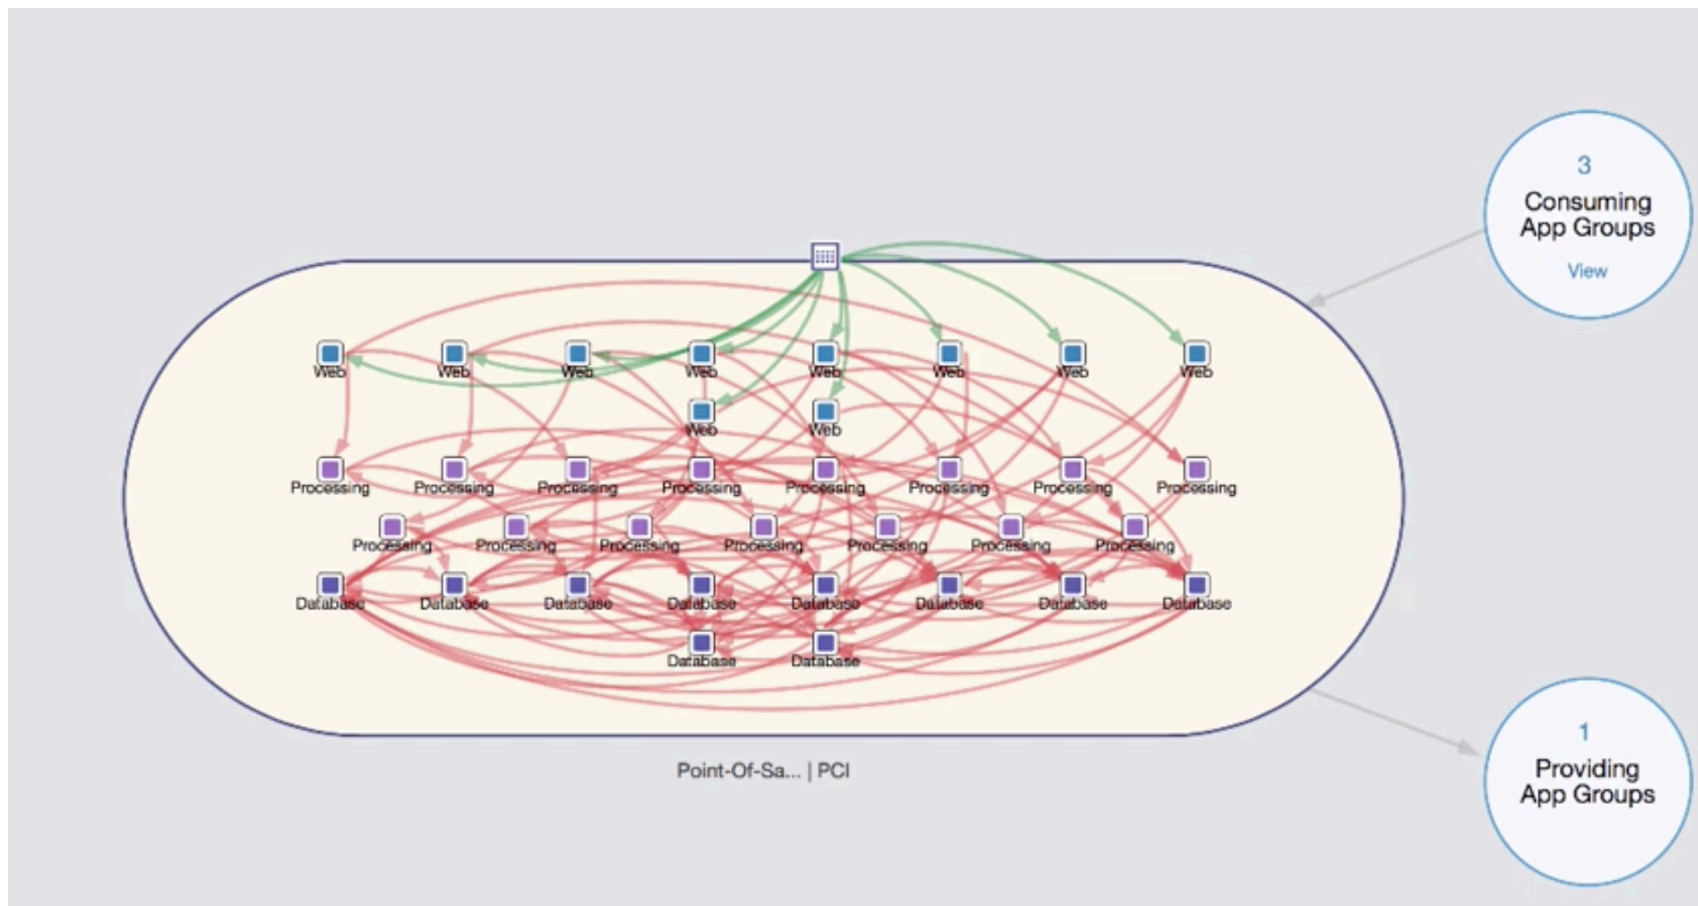 3
Consuming
App Groups
View
Web Web Web Web Web Web Web Web
Web Web
Processing Processing Processing Processing Processing Processing Processing Processing
Processing Processing Processing Processing Processing Processing Processing
Database Database Database Database Database Database Database Database
Database Database
Point-Of-Sa... | PCI
1
Providing
App Groups